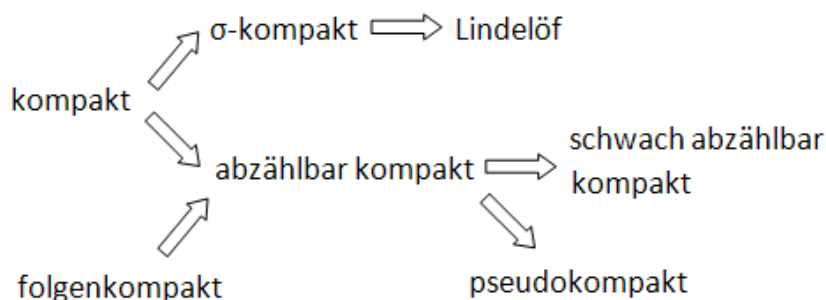 σ-kompakt
Lindelöf
kompakt
abzählbar kompakt
schwach abzählbar
kompakt
folgenkompakt
pseudokompakt